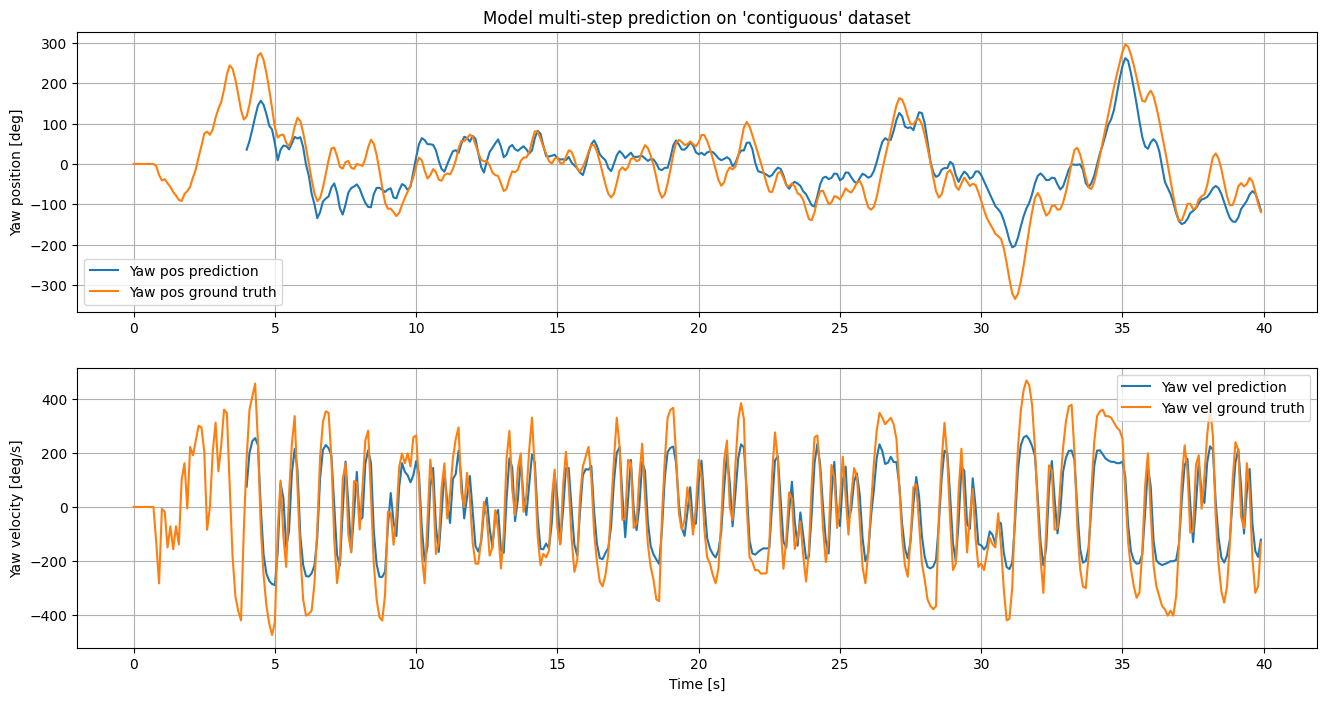 Model multi-step prediction on 'contiguous' dataset
Yaw position [deg]
300
200
100
0
−100
−200
−300
Yaw pos prediction
Yaw pos ground truth
0 5 10 15 20 25 30 35 40
Yaw velocity [deg/s]
400
200
0
−200
−400
Yaw vel prediction
Yaw vel ground truth
0 5 10 15 20 25 30 35 40
Time [s]